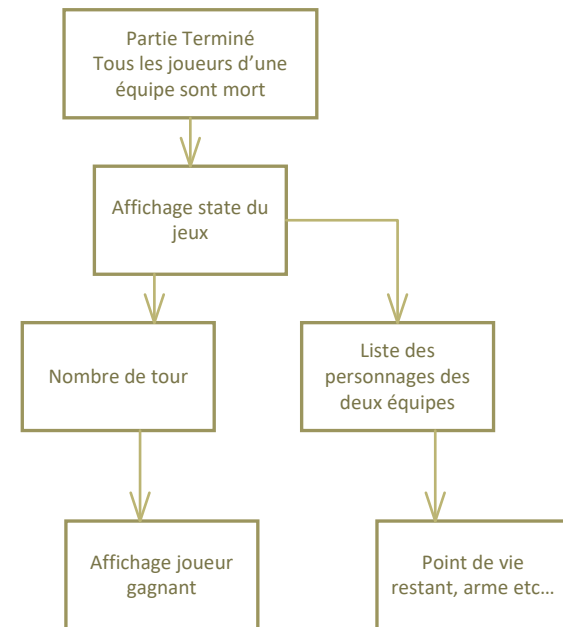 Partie Terminé
Tous les joueurs d’une
équipe sont mort
Affichage state du
jeux
Nombre de tour
Liste des
personnages des
deux équipes
Affichage joueur
gagnant
Point de vie
restant, arme etc…